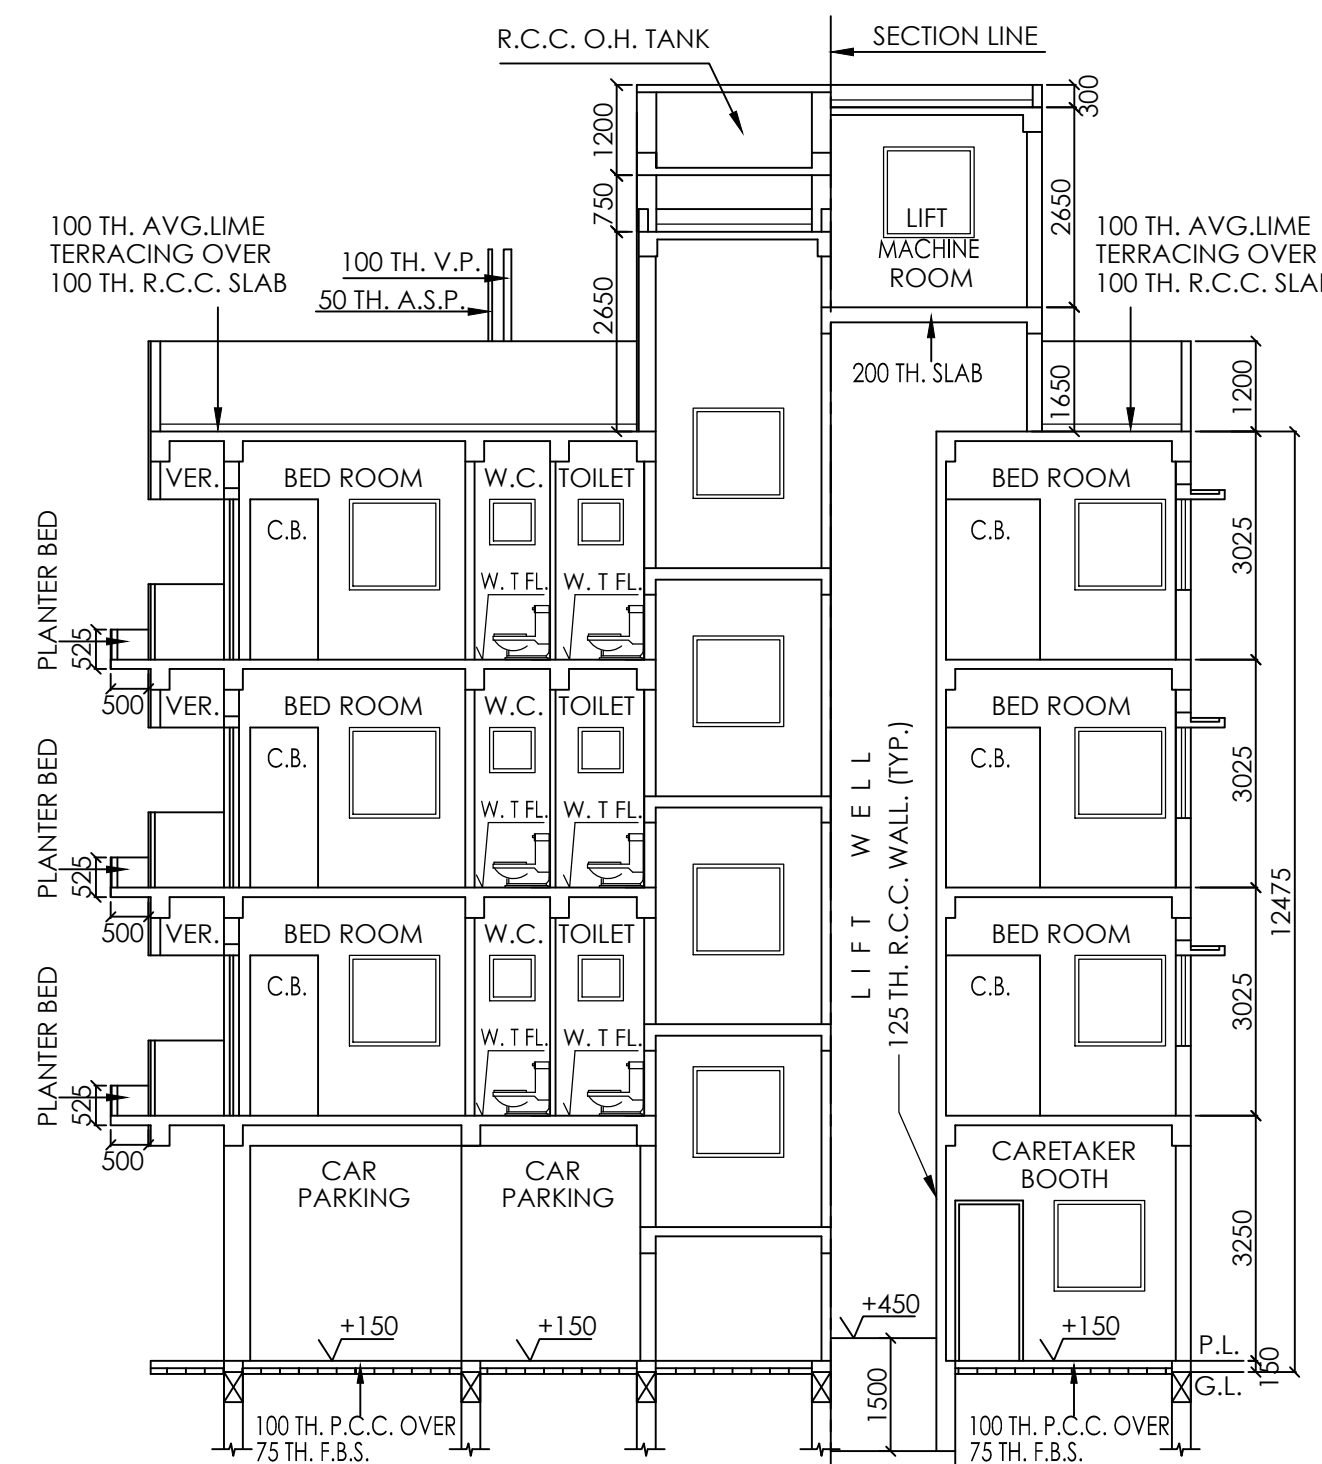 R.C.C. O.H. TANK
SECTION LINE
300
1200
750
2650
2650
1650
1200
LIFT
MACHINE
ROOM
100 TH. AVG.LIME
TERRACING OVER
100 TH. R.C.C. SLAB
100 TH. V.P.
50 TH. A.S.P.
100 TH. AVG.LIME
TERRACING OVER
100 TH. R.C.C. SLA
200 TH. SLAB
VER.
BED ROOM
W.C.
TOILET
BED ROOM
C.B.
C.B.
W. T FL.
W. T FL.
PLANTER BED
525
500
3025
VER.
BED ROOM
W.C.
TOILET
BED ROOM
C.B.
C.B.
W. T FL.
W. T FL.
PLANTER BED
525
500
3025
LIFT WELL
125 TH. R.C.C. WALL. (TYP.)
12475
VER.
BED ROOM
W.C.
TOILET
BED ROOM
C.B.
C.B.
W. T FL.
W. T FL.
PLANTER BED
525
500
3025
CAR
PARKING
CAR
PARKING
CARETAKER
BOOTH
3250
+150
+150
+450
+150
P.L.
150
G.L.
1500
100 TH. P.C.C. OVER
75 TH. F.B.S.
100 TH. P.C.C. OVER
75 TH. F.B.S.